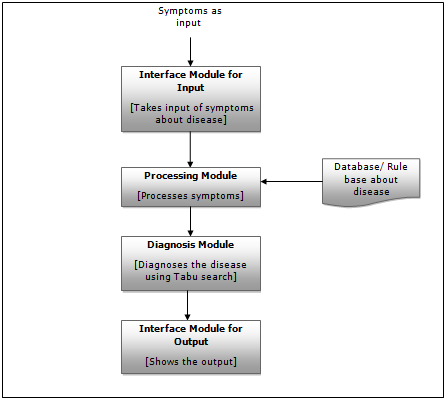 Symptoms as
input
Interface Module for
Input
[Takes input of symptoms
about disease]
Processing Module
[Processes symptoms]
Database/ Rule
base about
disease
Diagnosis Module
[Diagnoses the disease
using Tabu search]
Interface Module for
Output
[Shows the output]